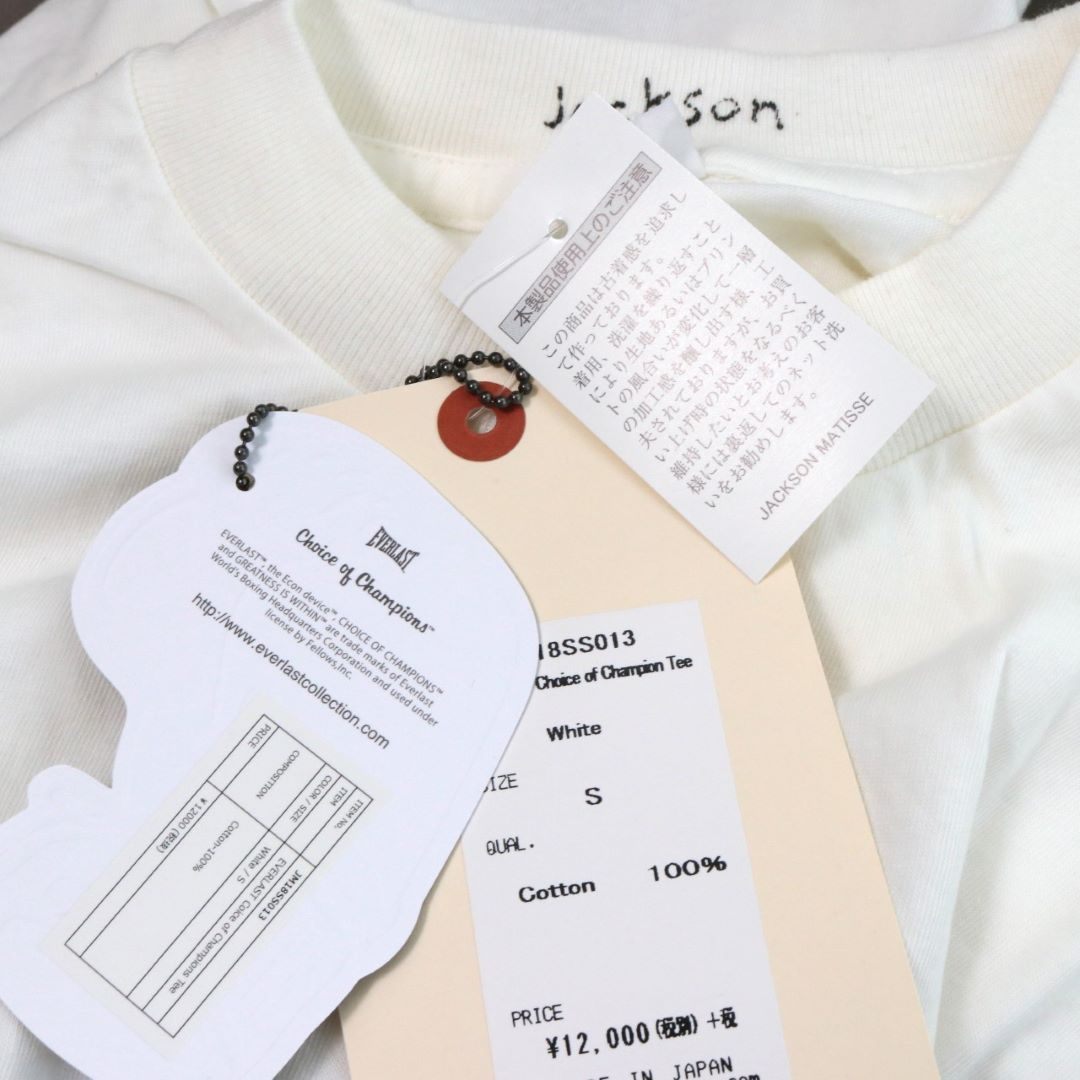 jackson
本製品使用上のご注意
この商品は古着感を追求し
て作っております。
着用、洗濯を繰り返すこと
により生地あるいはプリン
トの風合いが変化して一層
の加工感を醸し出す様、工
夫されておりますが、お買
い上げ時の状態をなるべく
維持したいとお考えのお客
様には裏返してのネット洗
いをお勧めします。
JACKSON MATISSE
EVERLAST
Choice of Champions™
EVERLAST™, the Econ device™, CHOICE OF CHAMPIONS™
and GREATNESS IS WITHIN™ are trade marks of Everlast
World's Boxing Headquarters Corporation and used under
license by Fellows,Inc.
http://www.everlastcollection.com
ITEM No. JM18SS013
EVERLAST Coice of Champions Tee
COLOR / SIZE White / S
COMPOSITION Cotton-100%
PRICE ¥12000(税抜)
18SS013
Choice of Champion Tee
White
IZE
S
QUAL.
Cotton 100%
PRICE
¥12,000(税別)+税
IN JAPAN